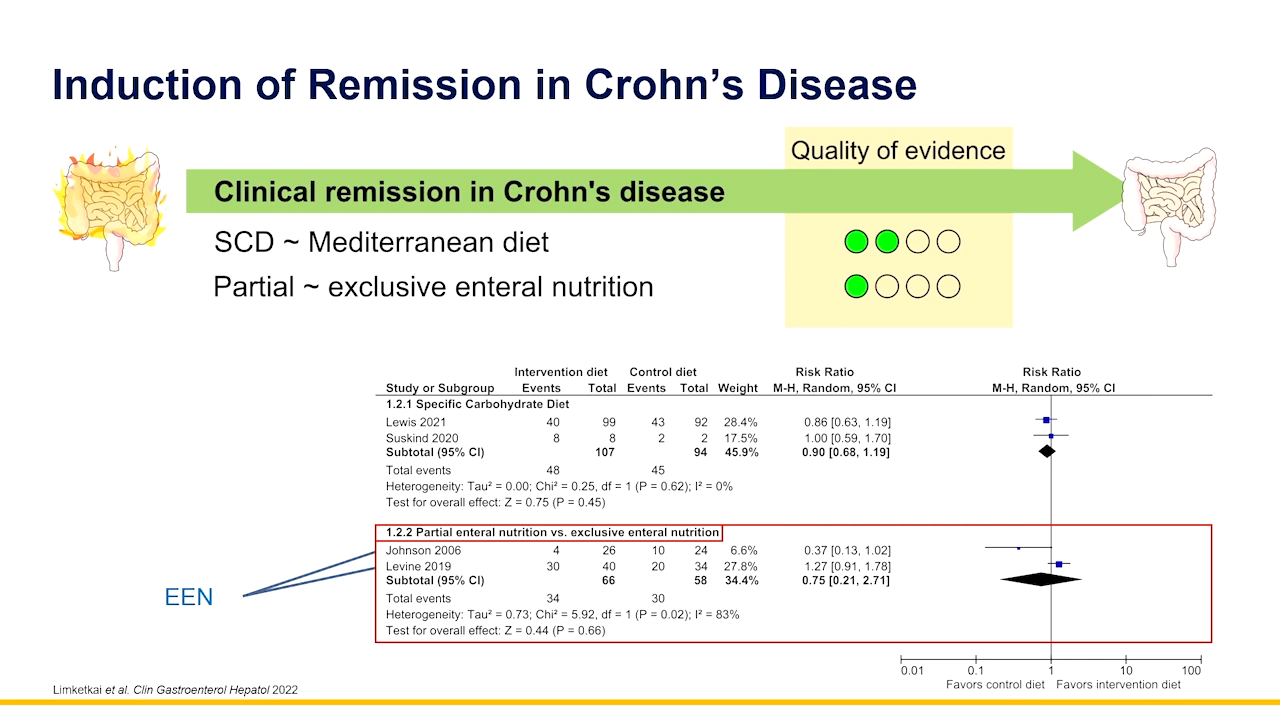 Induction of Remission in Crohn’s Disease
Quality of evidence
Clinical remission in Crohn's disease
SCD ~ Mediterranean diet
Partial ~ exclusive enteral nutrition
Intervention diet Control diet Risk Ratio Risk Ratio
Study or Subgroup Events Total Events Total Weight M-H, Random, 95% CI M-H, Random, 95% CI
1.2.1 Specific Carbohydrate Diet
Lewis 2021 40 99 43 92 28.4% 0.86 [0.63, 1.19]
Suskind 2020 8 8 2 2 17.5% 1.00 [0.59, 1.70]
Subtotal (95% CI) 107 94 45.9% 0.90 [0.68, 1.19]
Total events 48 45
Heterogeneity: Tau² = 0.00; Chi² = 0.25, df = 1 (P = 0.62); I² = 0%
Test for overall effect: Z = 0.75 (P = 0.45)
1.2.2 Partial enteral nutrition vs. exclusive enteral nutrition
Johnson 2006 4 26 10 24 6.6% 0.37 [0.13, 1.02]
Levine 2019 30 40 20 34 27.8% 1.27 [0.91, 1.78]
Subtotal (95% CI) 66 58 34.4% 0.75 [0.21, 2.71]
EEN
Total events 34 30
Heterogeneity: Tau² = 0.73; Chi² = 5.92, df = 1 (P = 0.02); I² = 83%
Test for overall effect: Z = 0.44 (P = 0.66)
0.01 0.1 1 10 100
Favors control diet Favors intervention diet
Limketkai et al. Clin Gastroenterol Hepatol 2022